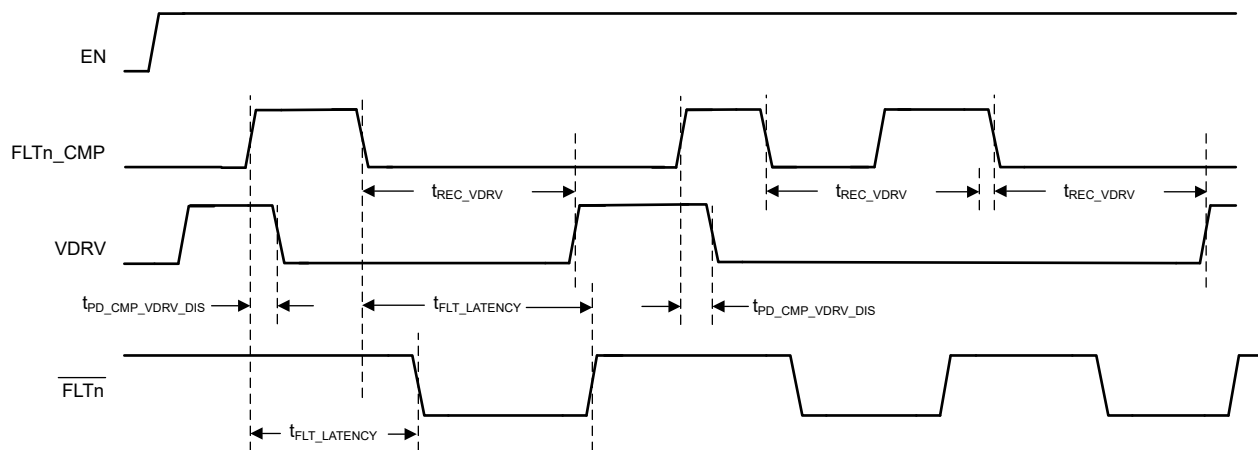 EN
FLTn_CMP
tREC_VDRV
tREC_VDRV
tREC_VDRV
VDRV
tPD_CMP_VDRV_DIS
tFLT_LATENCY
tPD_CMP_VDRV_DIS
FLTn
tFLT_LATENCY